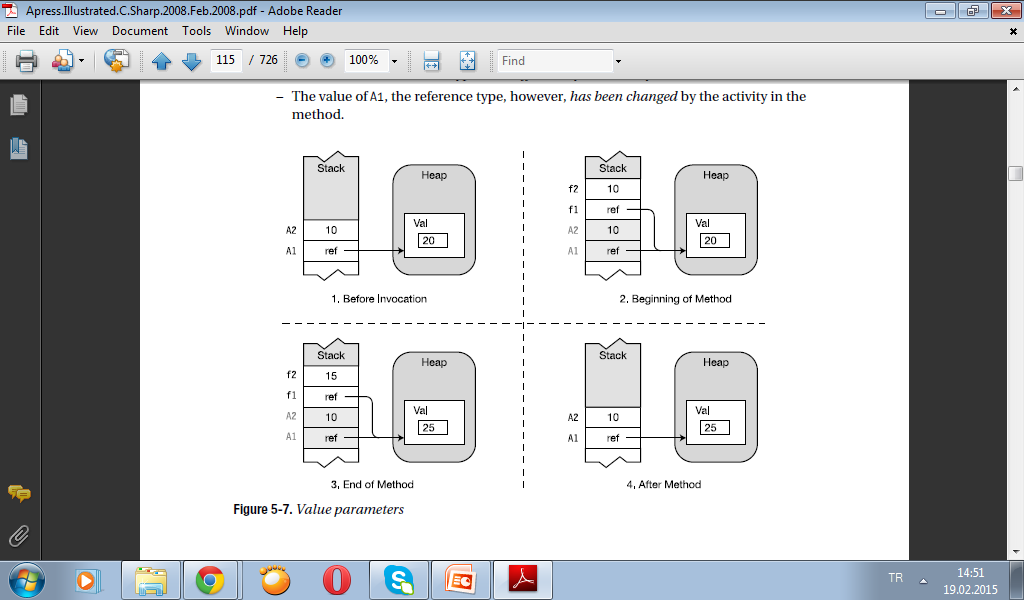 Apress.Illustrated.C.Sharp.2008.Feb.2008.pdf - Adobe Reader
File Edit View Document Tools Window Help
115 / 726 100% Find
– The value of A1, the reference type, however, has been changed by the activity in the
method.
Stack Heap
A2 10 Val
A1 ref 20
1. Before Invocation
Stack Heap
f2 10
f1 ref
A2 10 Val
A1 ref 20
2. Beginning of Method
Stack Heap
f2 15
f1 ref
A2 10 Val
A1 ref 25
3. End of Method
Stack Heap
A2 10 Val
A1 ref 25
4. After Method
Figure 5-7. Value parameters
TR 14:51
19.02.2015